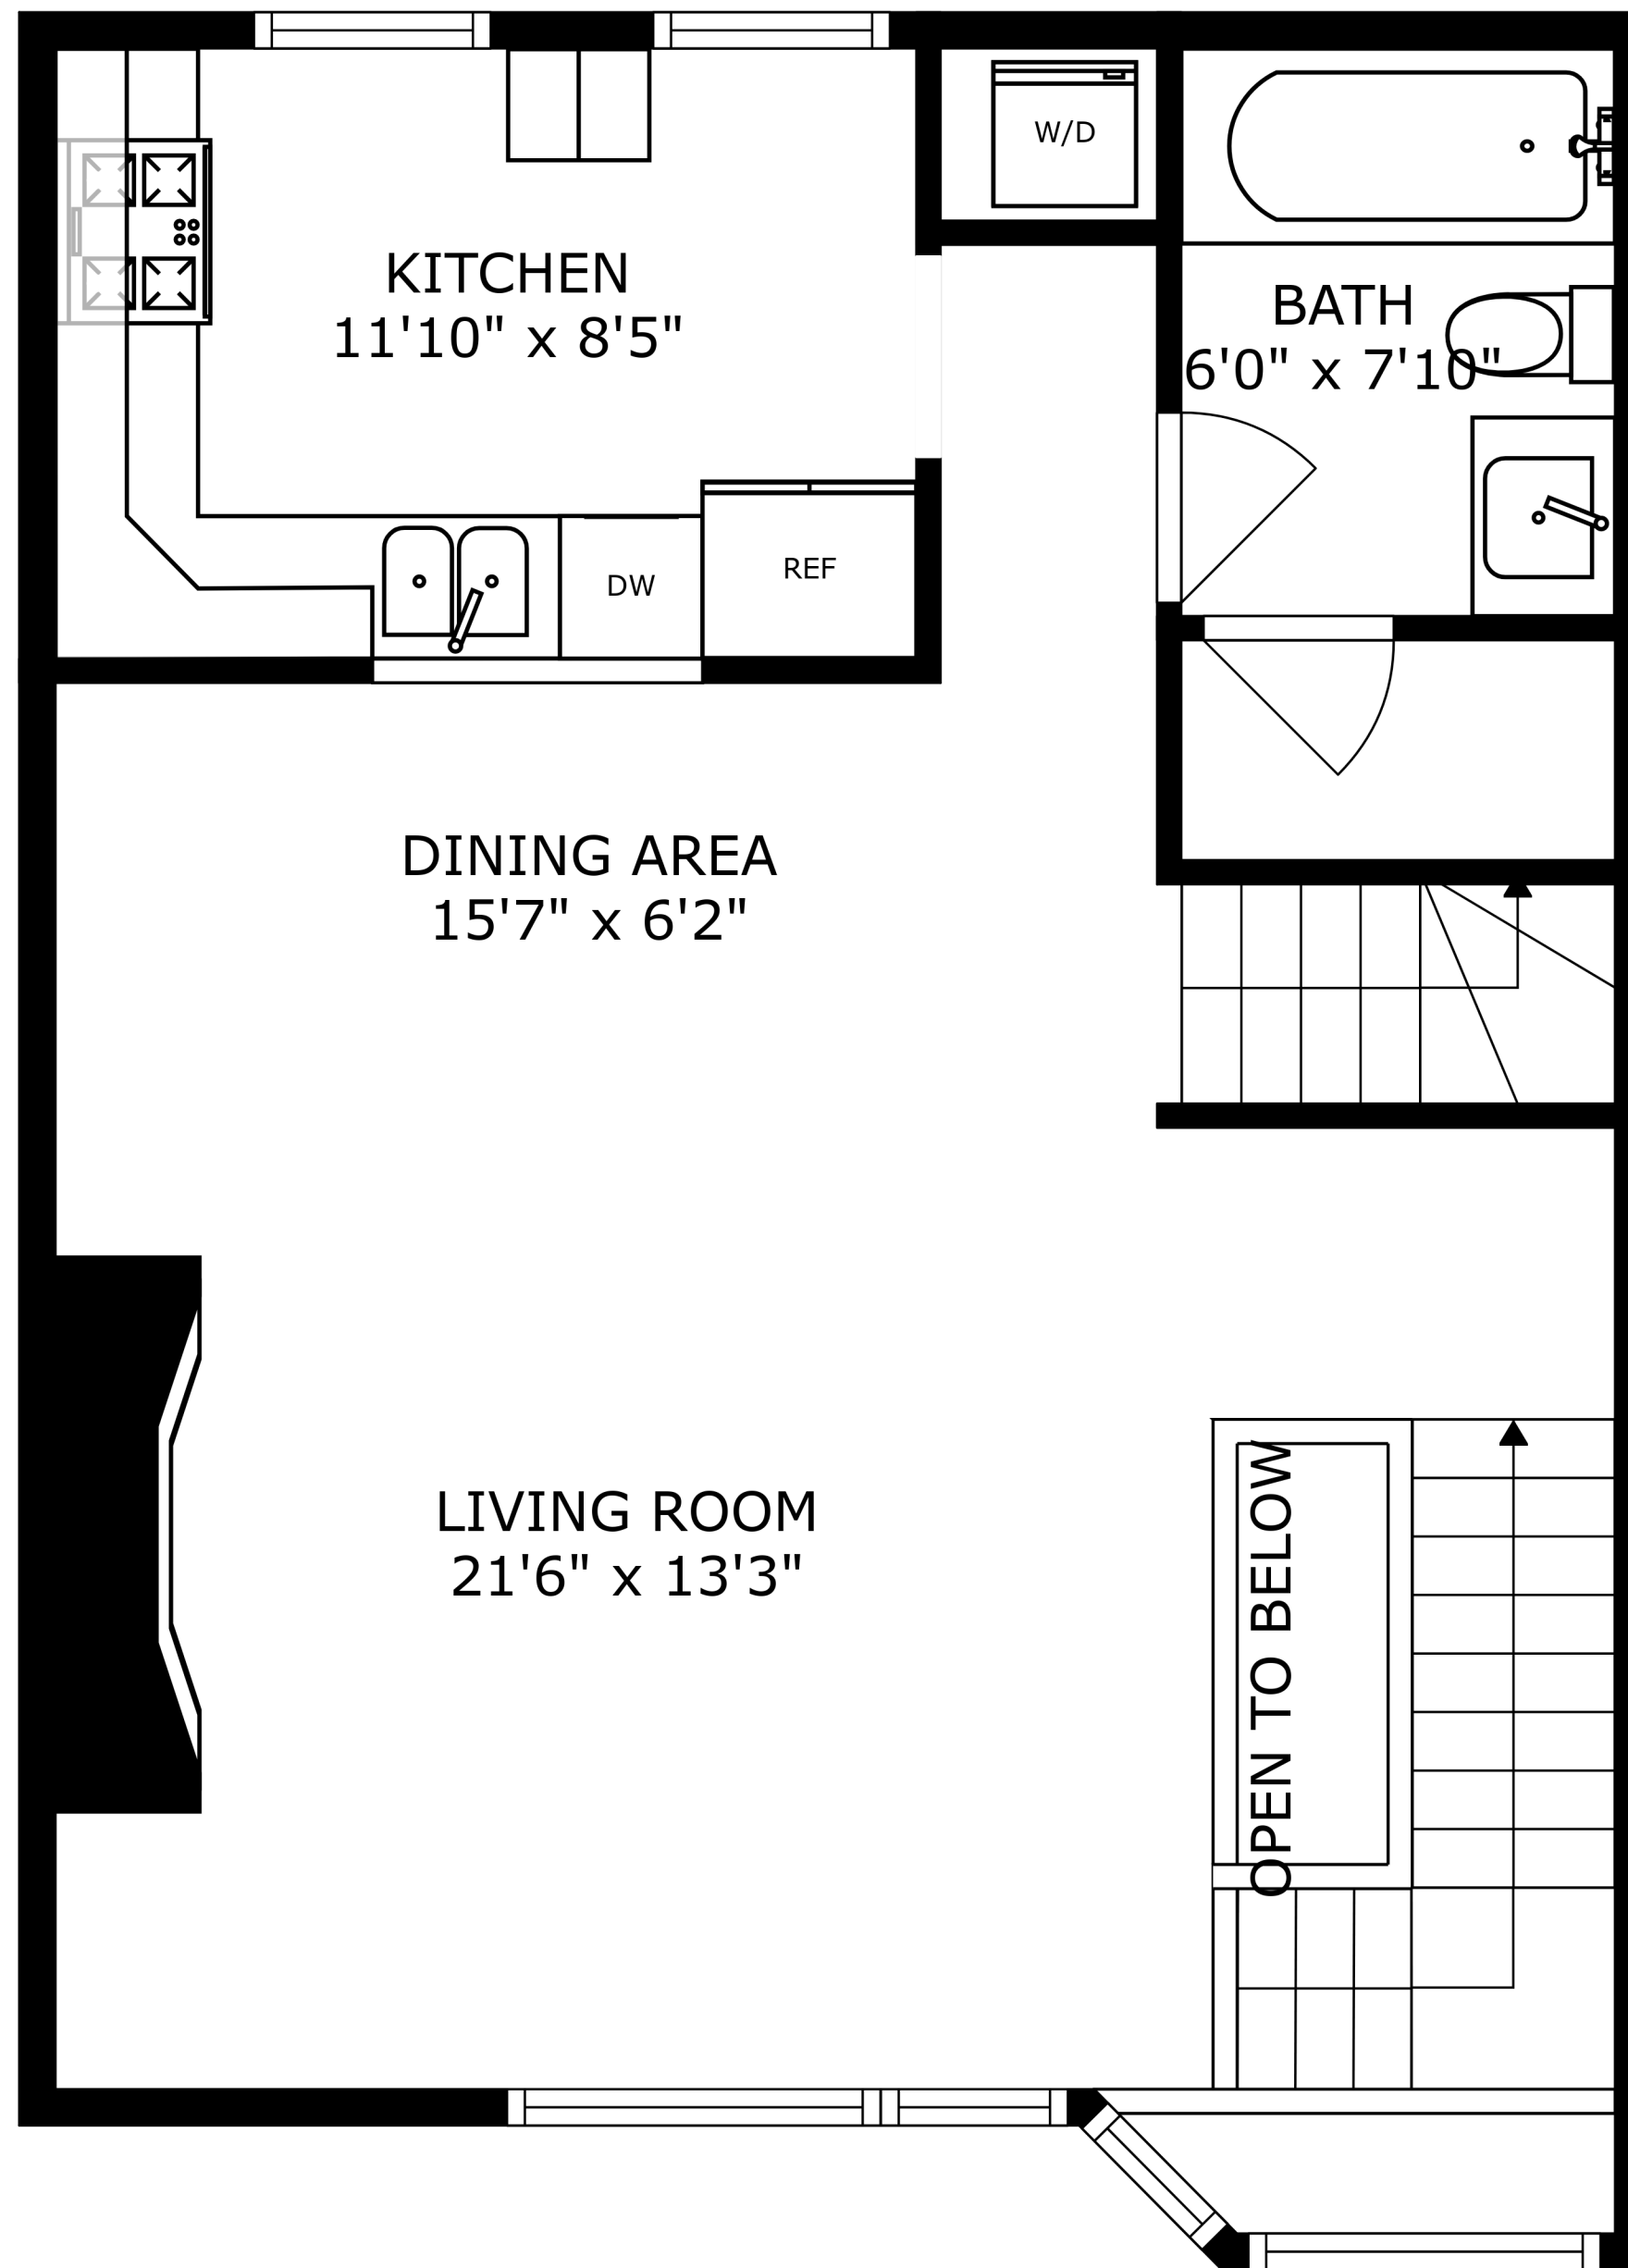 W/D
KITCHEN
11'10" x 8'5"
BATH
6'0" x 7'10"
DW
REF
DINING AREA
15'7" x 6'2"
LIVING ROOM
21'6" x 13'3"
OPEN TO BELOW